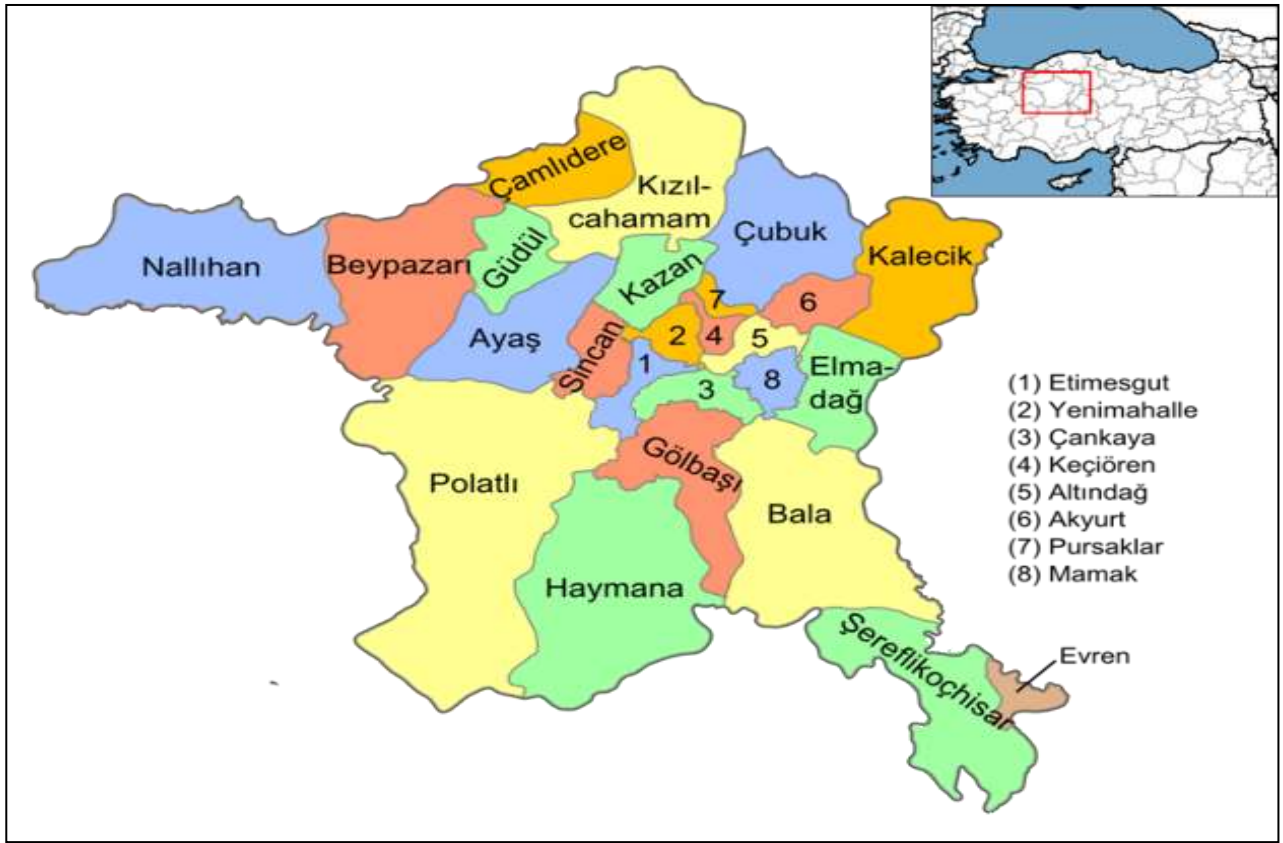 Çamlıdere
Kızıl-
cahamam
Çubuk
Kalecik
Nallıhan
Beypazarı
Güdül
Kazan
Ayaş
Sincan
7
6
2
4
5
1
3
8
Elma-
dağ
Polatlı
Gölbaşı
Bala
Haymana
Şereflikoçhisar
Evren
(1) Etimesgut
(2) Yenimahalle
(3) Çankaya
(4) Keçiören
(5) Altındağ
(6) Akyurt
(7) Pursaklar
(8) Mamak